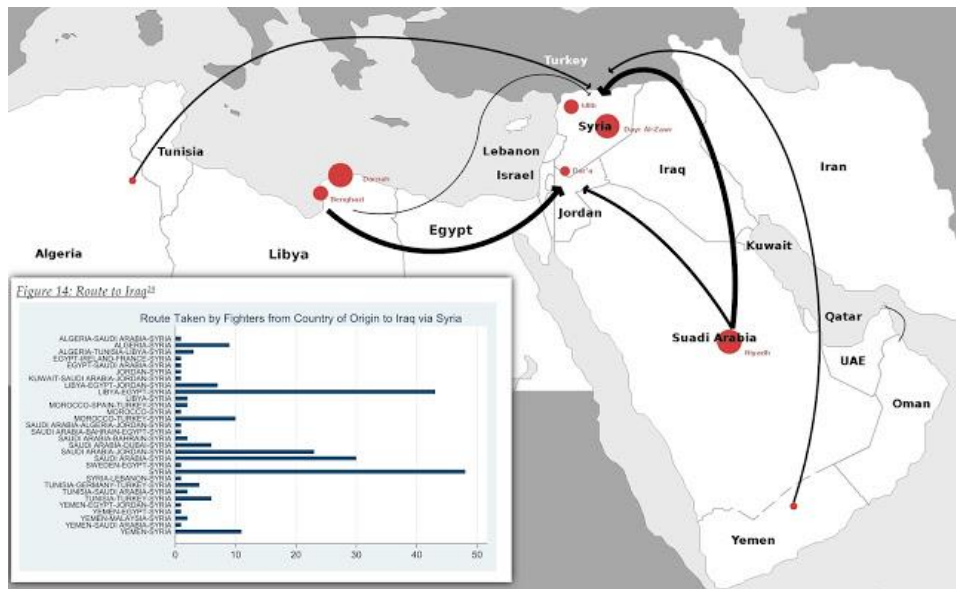 Turkey
Idlib
Syria
Dayr Al-Zawr
Tunisia
Lebanon
Israel
Iraq
Iran
Darnah
Dar'a
Benghazi
Jordan
Egypt
Algeria
Libya
Kuwait
Figure 14: Route to Iraq²⁴
Qatar
Route Taken by Fighters from Country of Origin to Iraq via Syria
Suadi Arabia
Riyadh
UAE
Oman
Yemen
ALGERIA-SAUDI ARABIA-SYRIA
ALGERIA-SYRIA
ALGERIA-TUNISIA-LIBYA-SYRIA
EGYPT-IRELAND-FRANCE-SYRIA
EGYPT-SAUDI ARABIA-SYRIA
JORDAN-SYRIA
KUWAIT-SAUDI ARABIA-JORDAN-SYRIA
LIBYA-EGYPT-JORDAN-SYRIA
LIBYA-EGYPT-SYRIA
LIBYA-SYRIA
MOROCCO-SPAIN-TURKEY-SYRIA
MOROCCO-SYRIA
MOROCCO-TURKEY-SYRIA
SAUDI ARABIA-ALGERIA-JORDAN-SYRIA
SAUDI ARABIA-BAHRAIN-EGYPT-SYRIA
SAUDI ARABIA-BAHRAIN-SYRIA
SAUDI ARABIA-DUBAI-SYRIA
SAUDI ARABIA-JORDAN-SYRIA
SAUDI ARABIA-SYRIA
SWEDEN-EGYPT-SYRIA
SYRIA
SYRIA-LEBANON-SYRIA
TUNISIA-GERMANY-TURKEY-SYRIA
TUNISIA-SAUDI ARABIA-SYRIA
TUNISIA-TURKEY-SYRIA
YEMEN-EGYPT-JORDAN-SYRIA
YEMEN-EGYPT-SYRIA
YEMEN-MALAYSIA-SYRIA
YEMEN-SAUDI ARABIA-SYRIA
YEMEN-SYRIA
0 10 20 30 40 50